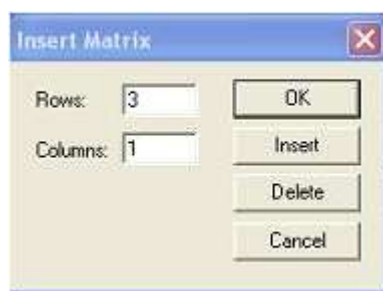 Insert Matrix
Rows: 3
OK
Columns: 1
Insert
Delete
Cancel